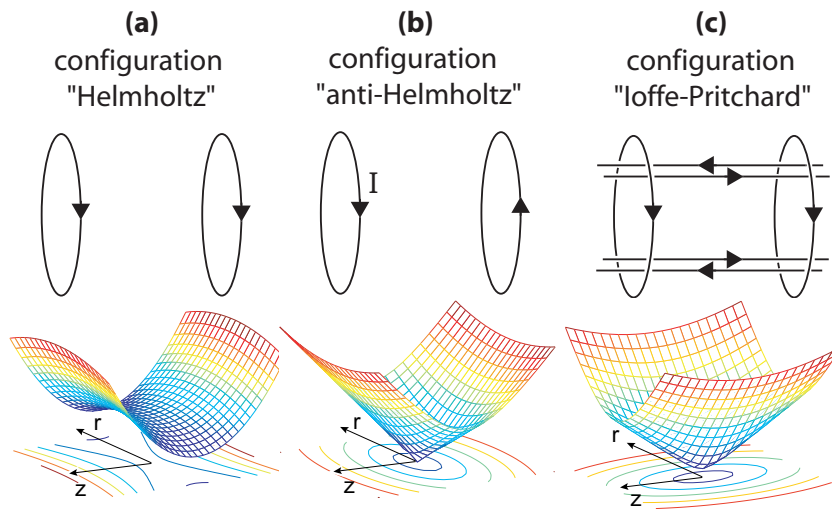 (a)
configuration
"Helmholtz"
(b)
configuration
"anti-Helmholtz"
(c)
configuration
"Ioffe-Pritchard"
I
r
z
r
z
r
z